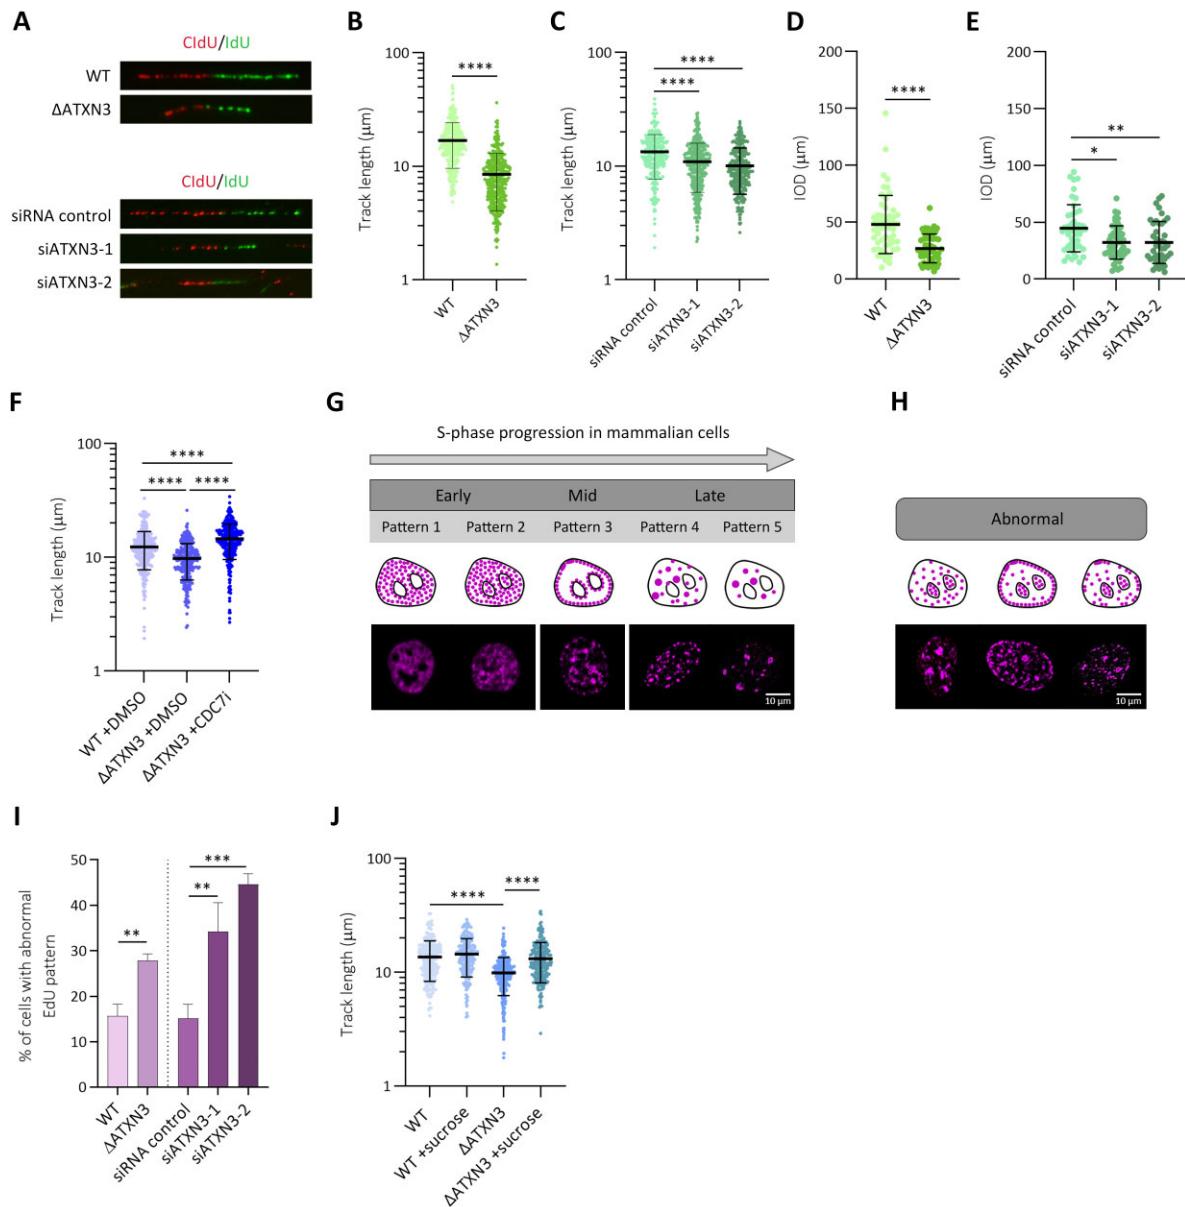 A
CldU/IdU
WT
ΔATXN3
CldU/IdU
siRNA control
siATXN3-1
siATXN3-2
B
Track length (μm)
100
10
1
****
WT
ΔATXN3
C
Track length (μm)
100
10
1
****
****
siRNA control
siATXN3-1
siATXN3-2
D
IOD (μm)
200
150
100
50
0
****
WT
ΔATXN3
E
IOD (μm)
200
150
100
50
0
**
*
siRNA control
siATXN3-1
siATXN3-2
F
Track length (μm)
100
10
1
****
**** ****
WT +DMSO
ΔATXN3 +DMSO
ΔATXN3 +CDC7i
G
S-phase progression in mammalian cells
Early Mid Late
Pattern 1 Pattern 2 Pattern 3 Pattern 4 Pattern 5
10 μm
H
Abnormal
10 μm
I
% of cells with abnormal
EdU pattern
50
40
30
20
10
0
**
***
**
WT
ΔATXN3
siRNA control
siATXN3-1
siATXN3-2
J
Track length (μm)
100
10
1
**** ****
WT
WT +sucrose
ΔATXN3
ΔATXN3 +sucrose